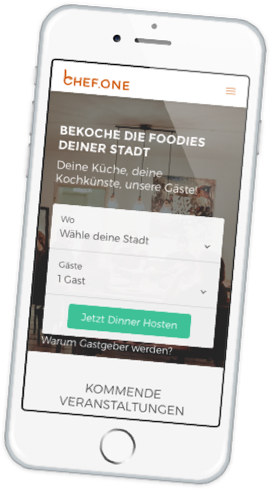 CHEF.ONE
BEKOCHE DIE FOODIES
DEINER STADT
Deine Küche, deine
Kochkünste, unsere Gäste!
Wo
Wähle deine Stadt
Gäste
1 Gast
Jetzt Dinner Hosten
Warum Gastgeber werden?
KOMMENDE
VERANSTALTUNGEN